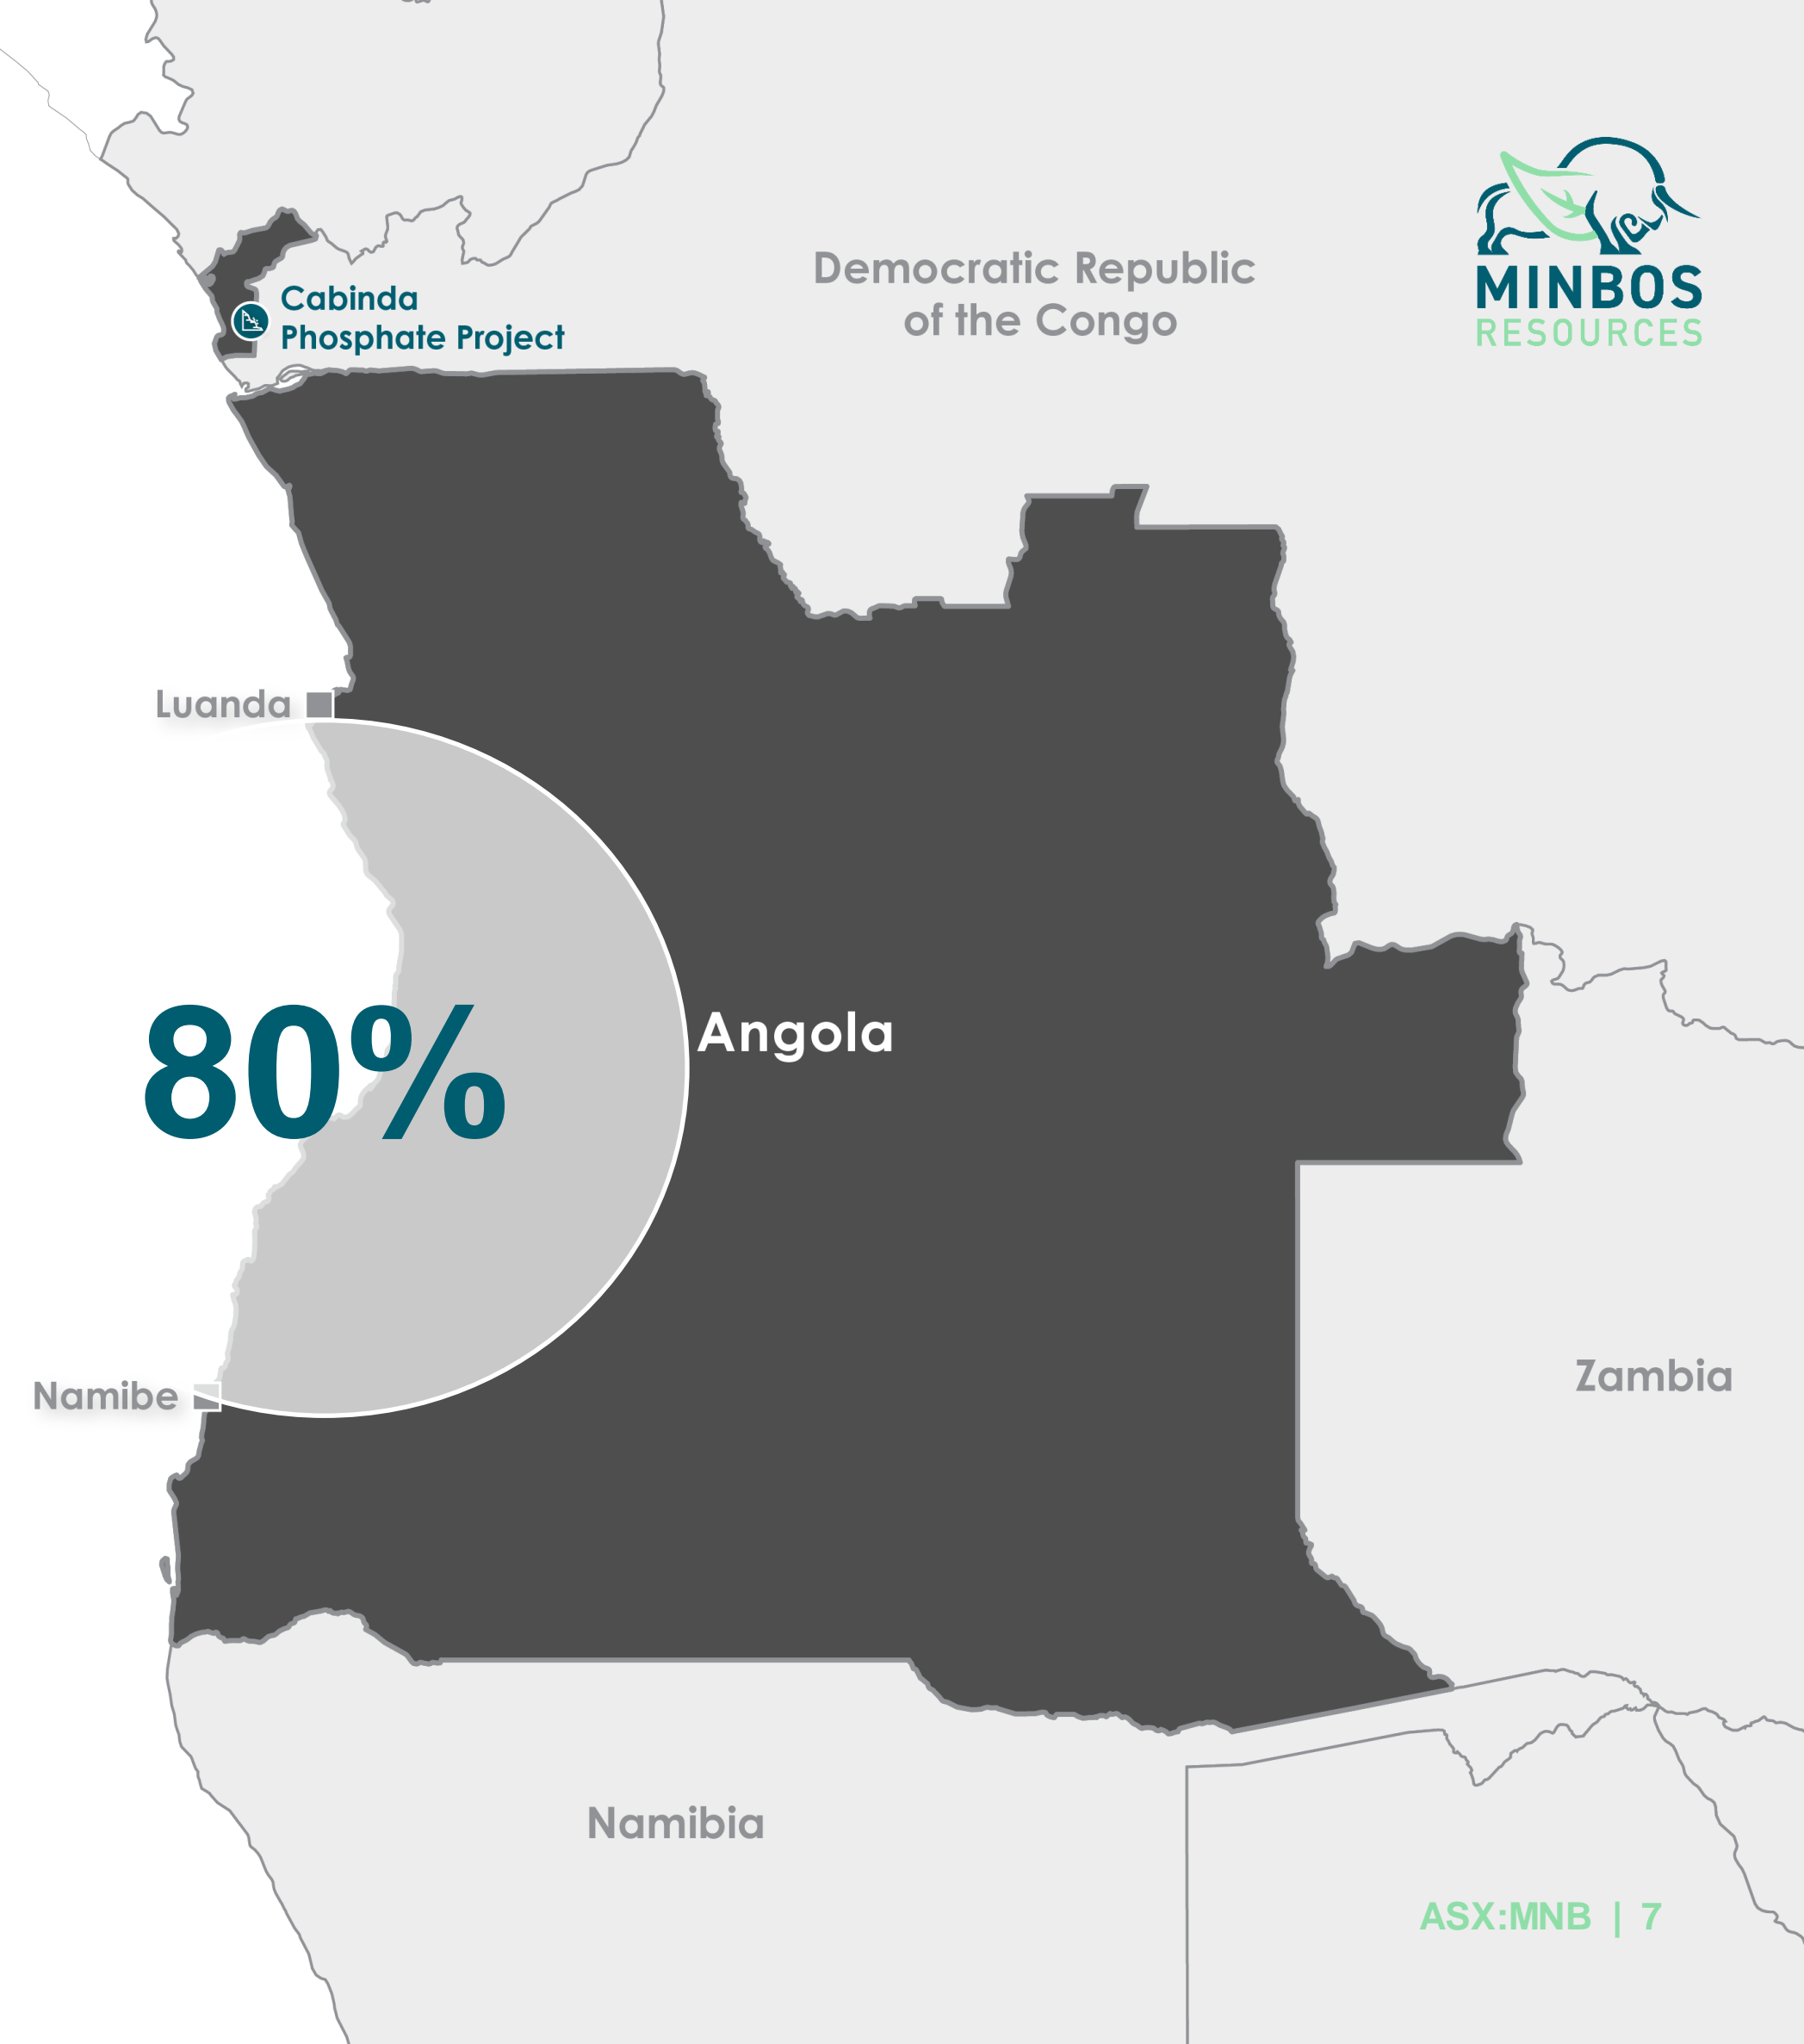 MINBOS
RESOURCES
Democratic Republic
of the Congo
Cabinda
Phosphate Project
Luanda
80%
Angola
Namibe
Zambia
Namibia
ASX:MNB | 7